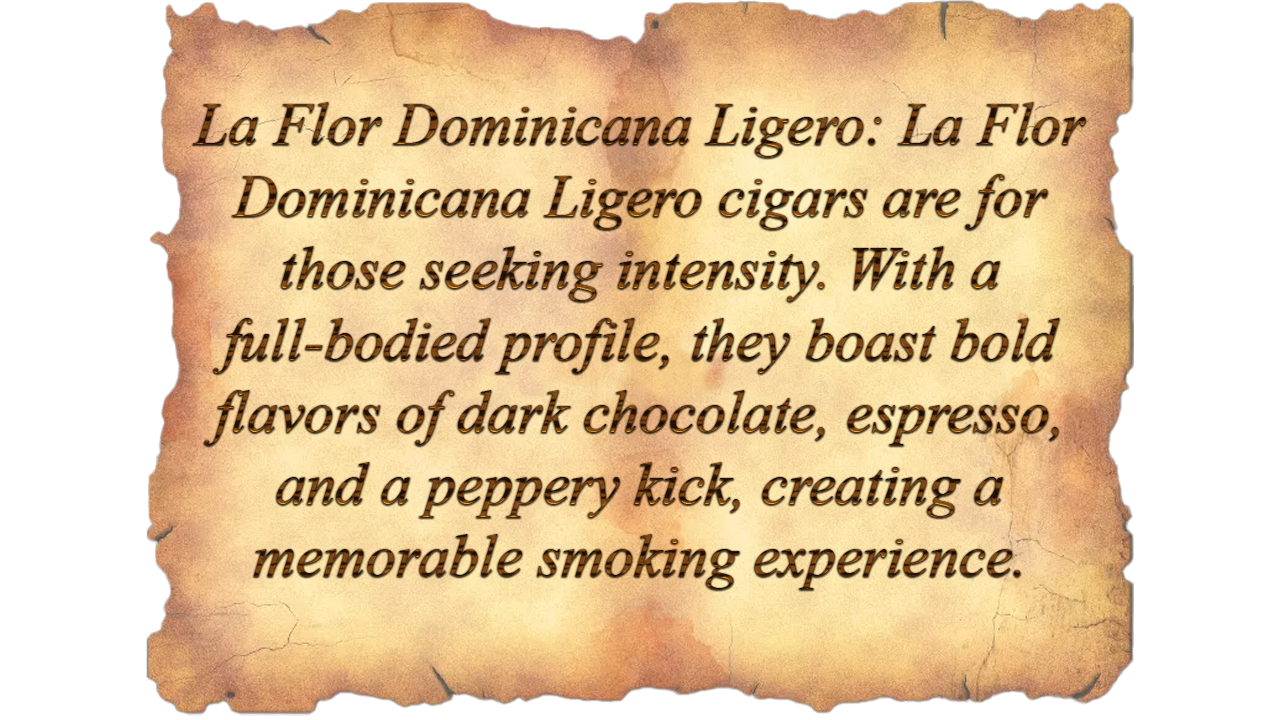 La Flor Dominicana Ligero: La Flor
Dominicana Ligero cigars are for
those seeking intensity. With a
full-bodied profile, they boast bold
flavors of dark chocolate, espresso,
and a peppery kick, creating a
memorable smoking experience.